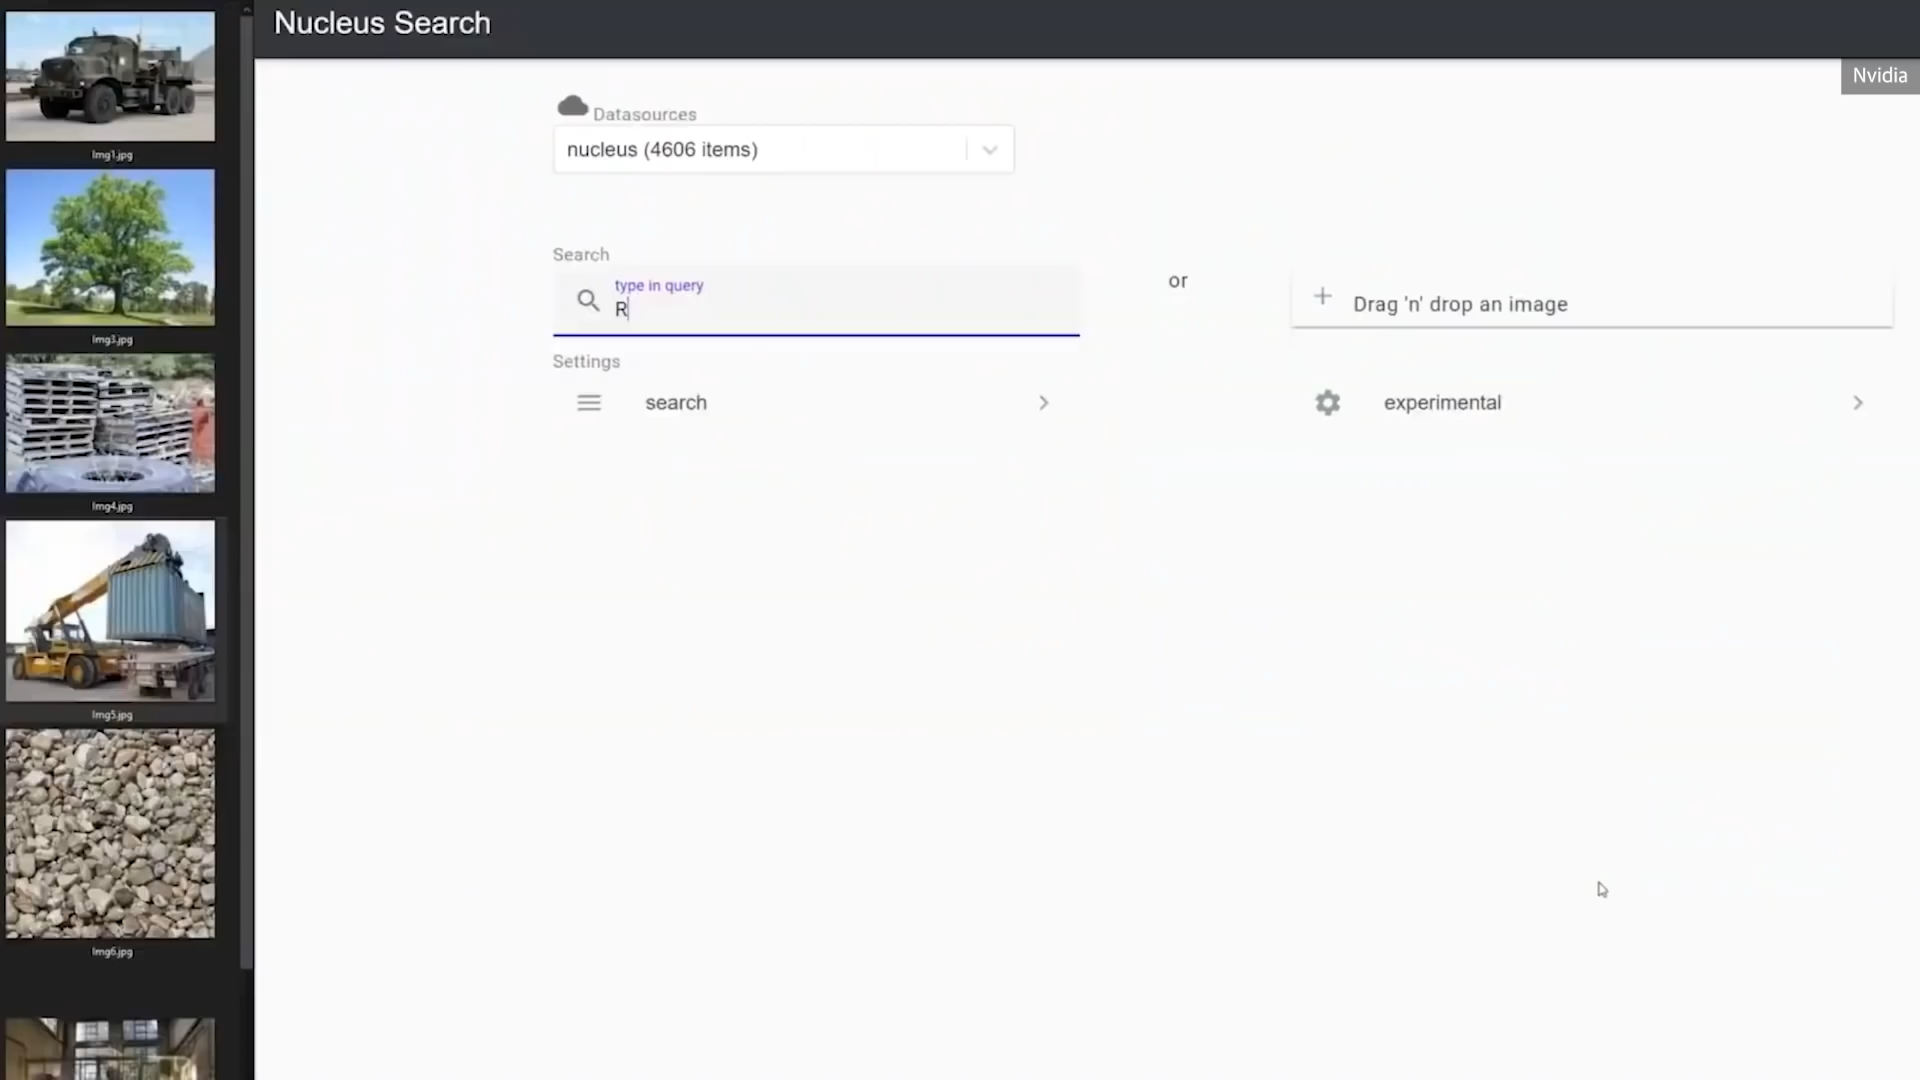 Nucleus Search
Nvidia
Img1.jpg
Img3.jpg
Img4.jpg
Img5.jpg
Img6.jpg
Datasources
nucleus (4606 items)
Search
type in query
R
or
Drag 'n' drop an image
Settings
search
experimental